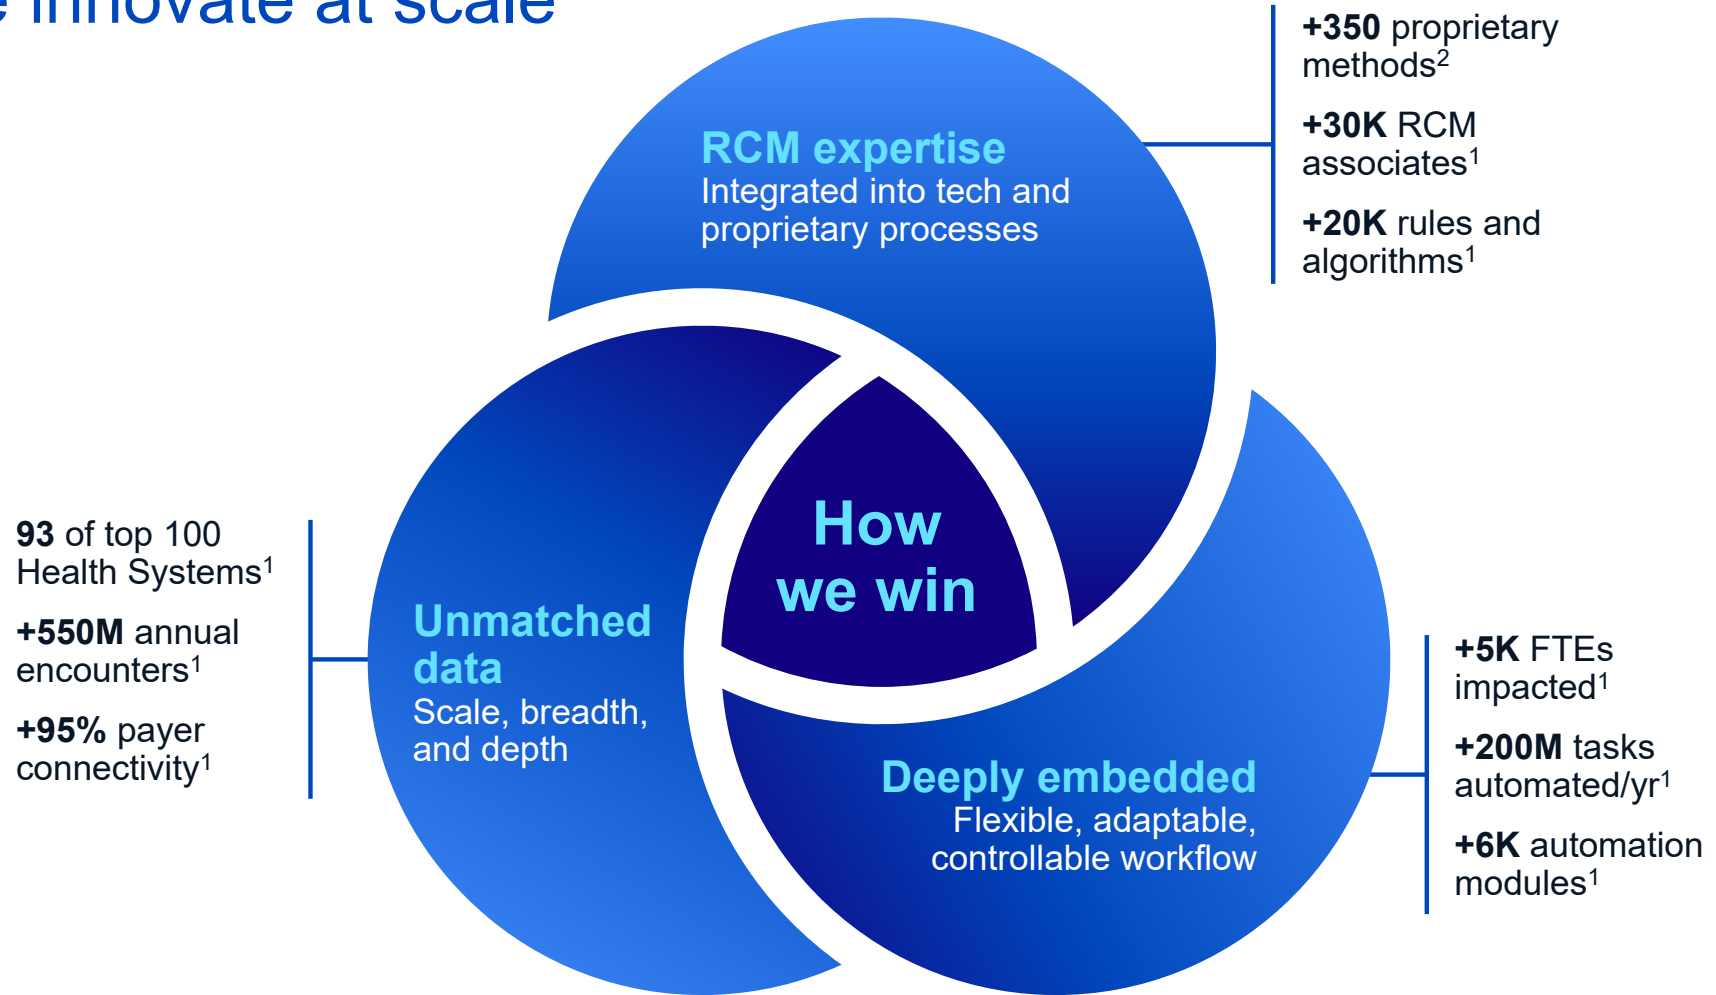 innovate at scale
+350 proprietary
methods²
+30K RCM
associates¹
+20K rules and
algorithms¹
RCM expertise
Integrated into tech and
proprietary processes
How
we win
93 of top 100
Health Systems¹
+550M annual
encounters¹
+95% payer
connectivity¹
Unmatched
data
Scale, breadth,
and depth
Deeply embedded
Flexible, adaptable,
controllable workflow
+5K FTEs
impacted¹
+200M tasks
automated/yr¹
+6K automation
modules¹